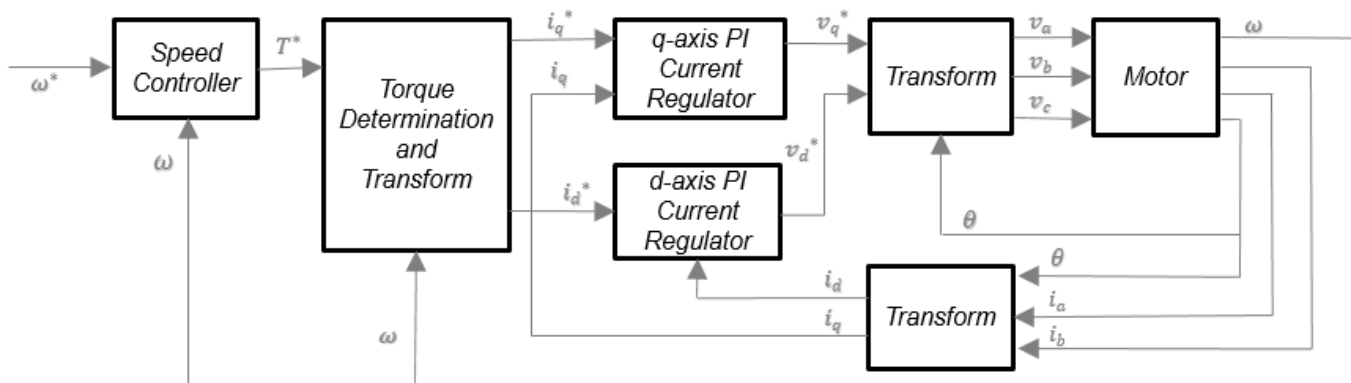 ω*
Speed
Controller
ω
T*
Torque
Determination
and
Transform
ω
i_q*
i_q
i_d*
q-axis PI
Current
Regulator
d-axis PI
Current
Regulator
v_q*
v_d*
Transform
v_a
v_b
v_c
Motor
ω
θ
θ
i_d
i_q
Transform
i_a
i_b